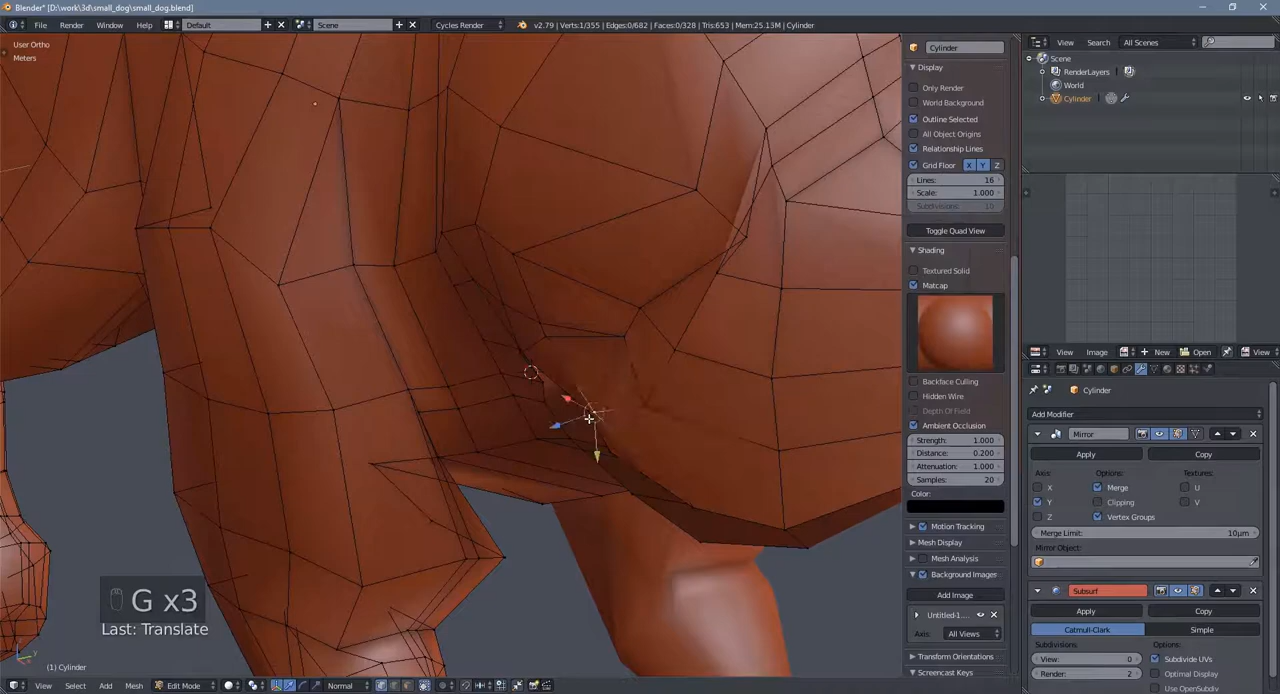 Blender* [D:\work\3d\small_dog\small_dog.blend]
File Render Window Help Default Scene Cycles Render v2.79 | Verts:1/355 | Edges:0/682 | Faces:0/328 | Tris:653 | Mem:25.13M | Cylinder
User Ortho
Meters
Cylinder
Display
Only Render
World Background
Outline Selected
All Object Origins
Relationship Lines
Grid Floor X Y Z
Lines: 16
Scale: 1.000
Subdivisions: 10
Toggle Quad View
Shading
Textured Solid
Matcap
Backface Culling
Hidden Wire
Depth Of Field
Ambient Occlusion
Strength: 1.000
Distance: 0.200
Attenuation: 1.000
Samples: 20
Color:
Motion Tracking
Mesh Display
Mesh Analysis
Background Images
Add Image
Untitled-1....
Axis: All Views
Transform Orientations
Screencast Keys
View Search All Scenes
Scene
RenderLayers
World
Cylinder
View Image New Open View
Cylinder
Add Modifier
Mirror
Apply Copy
Axis: Options: Textures:
X Merge U
Y Clipping V
Z Vertex Groups
Merge Limit: 10µm
Mirror Object:
Subsurf
Apply Copy
Catmull-Clark Simple
Subdivisions: Options:
View: 0 Subdivide UVs
Render: 2 Optimal Display
Use OpenSubdiv
G x3
Last: Translate
(1) Cylinder
View Select Add Mesh Edit Mode Normal